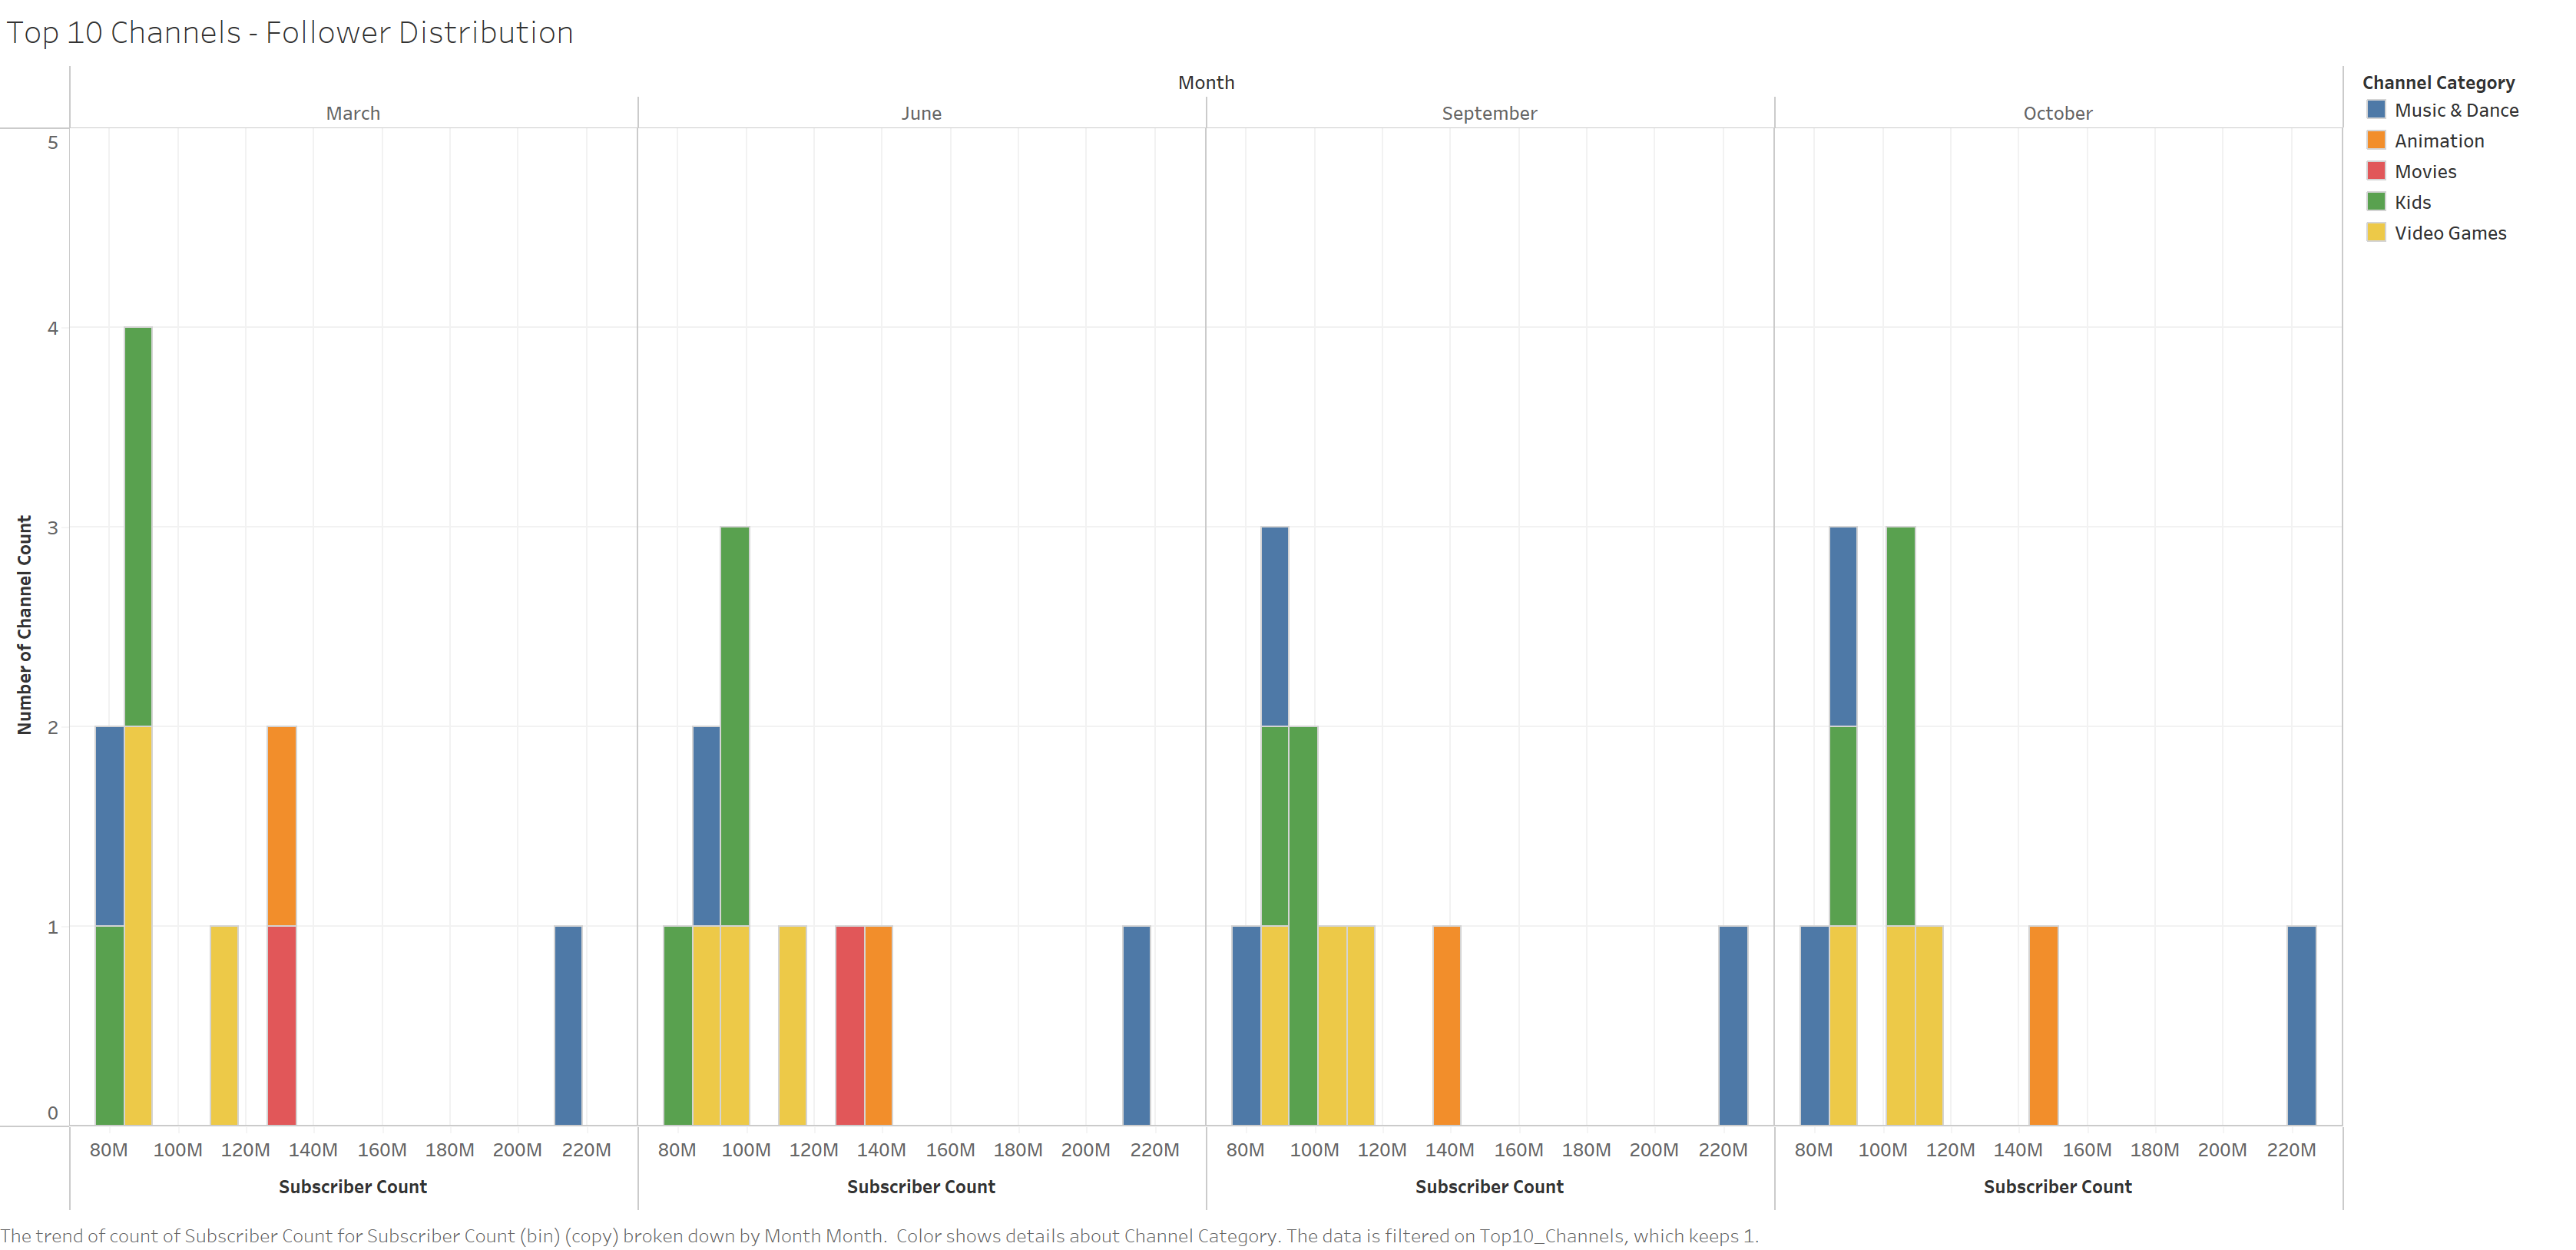 Top 10 Channels - Follower Distribution
Month
March June September October
Channel Category
Music & Dance
Animation
Movies
Kids
Video Games
Number of Channel Count
5
4
3
2
1
0
80M 100M 120M 140M 160M 180M 200M 220M 80M 100M 120M 140M 160M 180M 200M 220M 80M 100M 120M 140M 160M 180M 200M 220M 80M 100M 120M 140M 160M 180M 200M 220M
Subscriber Count Subscriber Count Subscriber Count Subscriber Count
The trend of count of Subscriber Count for Subscriber Count (bin) (copy) broken down by Month Month.  Color shows details about Channel Category. The data is filtered on Top10_Channels, which keeps 1.